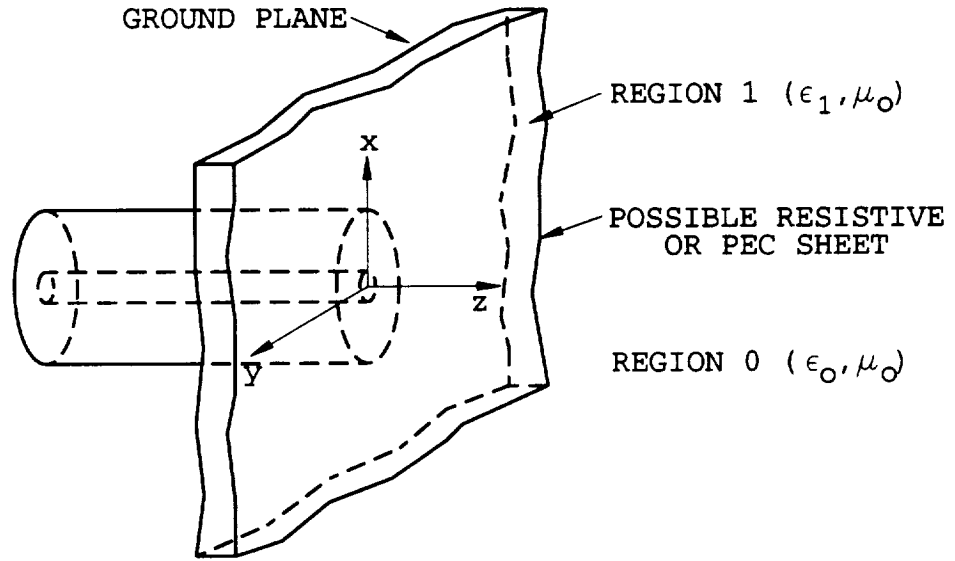 GROUND PLANE
REGION 1 (ϵ₁,μₒ)
x
POSSIBLE RESISTIVE
OR PEC SHEET
z
y
REGION 0 (ϵₒ,μₒ)